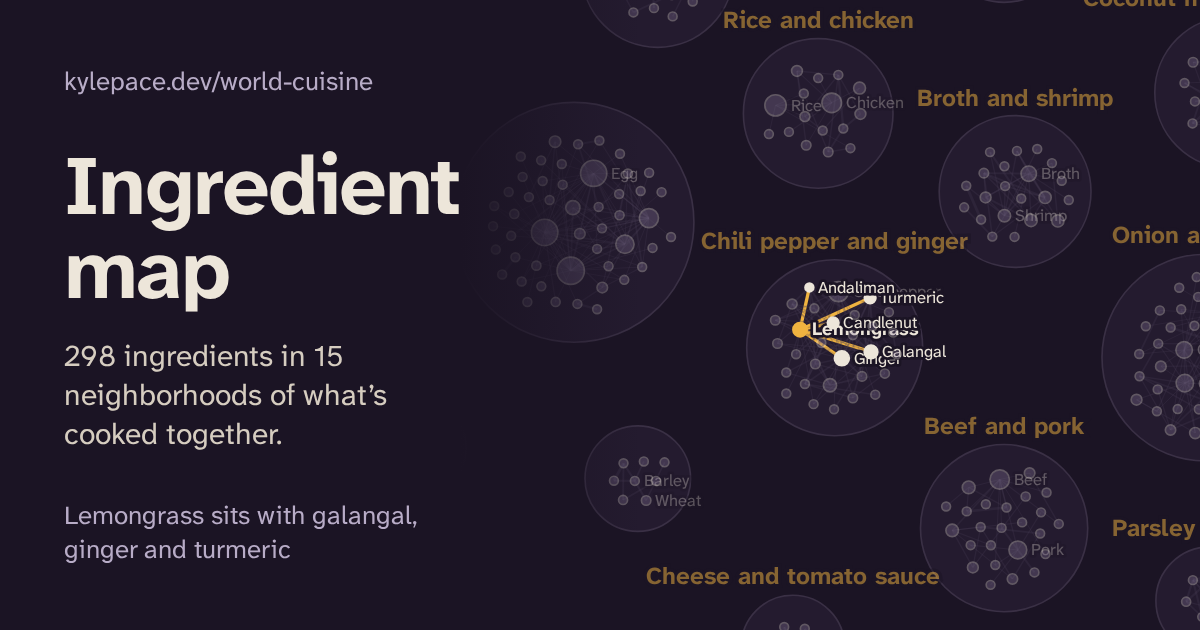 kylepace.dev/world-cuisine
Ingredient
map
298 ingredients in 15
neighborhoods of what’s
cooked together.
Lemongrass sits with galangal,
ginger and turmeric
Rice and chicken
Rice
Chicken
Broth and shrimp
Broth
Shrimp
Egg
Chili pepper and ginger
Andaliman
Turmeric
Candlenut
Lemongrass
Galangal
Ginger
Onion
Beef and pork
Beef
Pork
Barley
Wheat
Parsley
Cheese and tomato sauce
Coconut